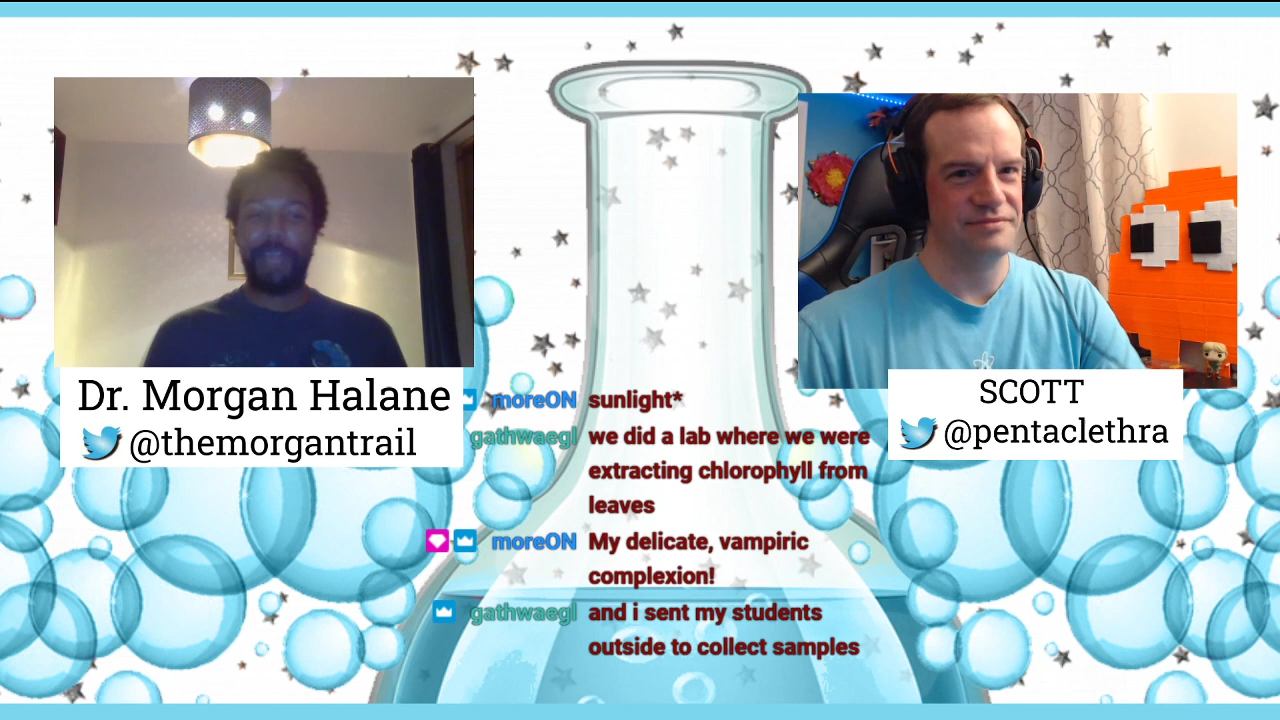 Dr. Morgan Halane
@themorgantrail
SCOTT
@pentaclethra
moreON sunlight*
gathwaegl we did a lab where we were
extracting chlorophyll from
leaves
moreON My delicate, vampiric
complexion!
gathwaegl and i sent my students
outside to collect samples